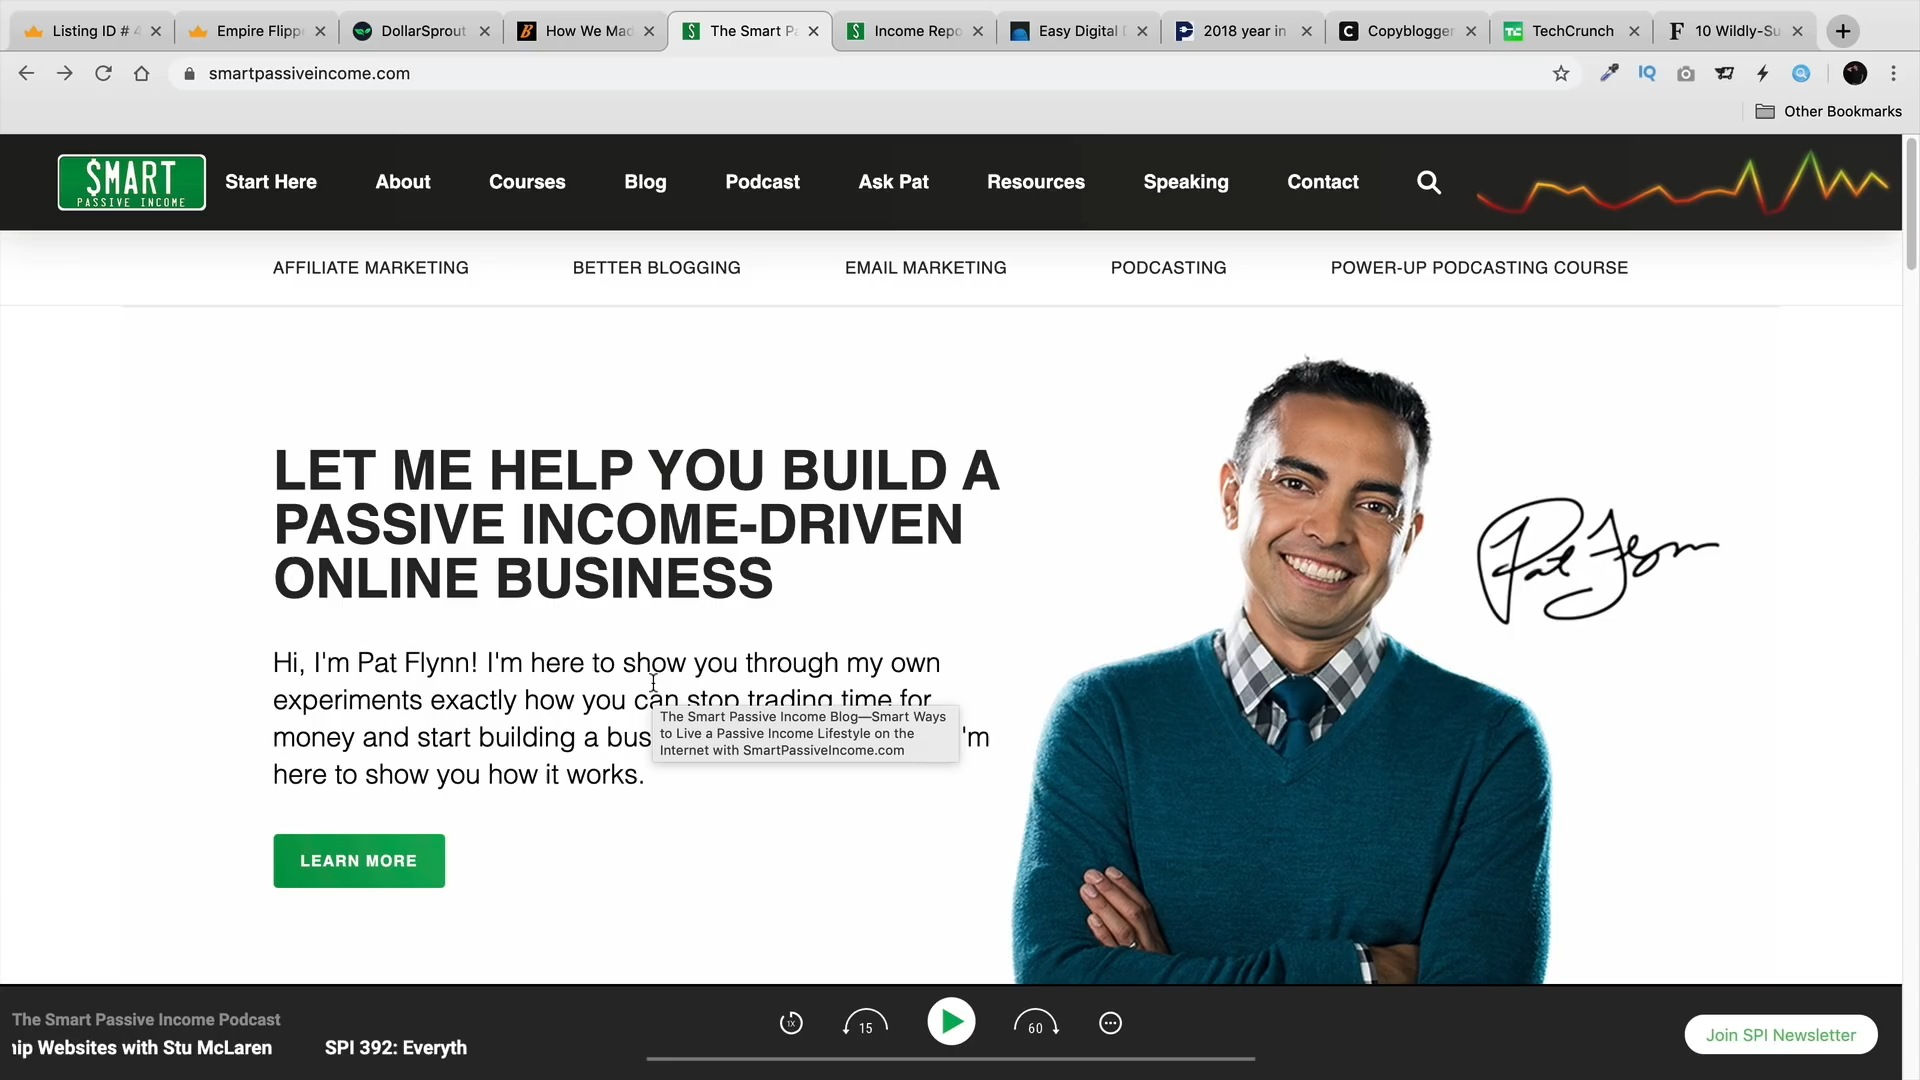 Listing ID # 4
Empire Flipp
DollarSprout
How We Mad
The Smart Pa
Income Repo
Easy Digital D
2018 year in
Copyblogger
TechCrunch
10 Wildly-Su
smartpassiveincome.com
Other Bookmarks
$MART
PASSIVE INCOME
Start Here
About
Courses
Blog
Podcast
Ask Pat
Resources
Speaking
Contact
AFFILIATE MARKETING
BETTER BLOGGING
EMAIL MARKETING
PODCASTING
POWER-UP PODCASTING COURSE
LET ME HELP YOU BUILD A
PASSIVE INCOME-DRIVEN
ONLINE BUSINESS
Pat Flynn
Hi, I'm Pat Flynn! I'm here to show you through my own
experiments exactly how you can stop trading time for
money and start building a bus 'm
here to show you how it works.
The Smart Passive Income Blog—Smart Ways
to Live a Passive Income Lifestyle on the
Internet with SmartPassiveIncome.com
LEARN MORE
The Smart Passive Income Podcast
hip Websites with Stu McLaren
SPI 392: Everyth
1X
15
60
Join SPI Newsletter